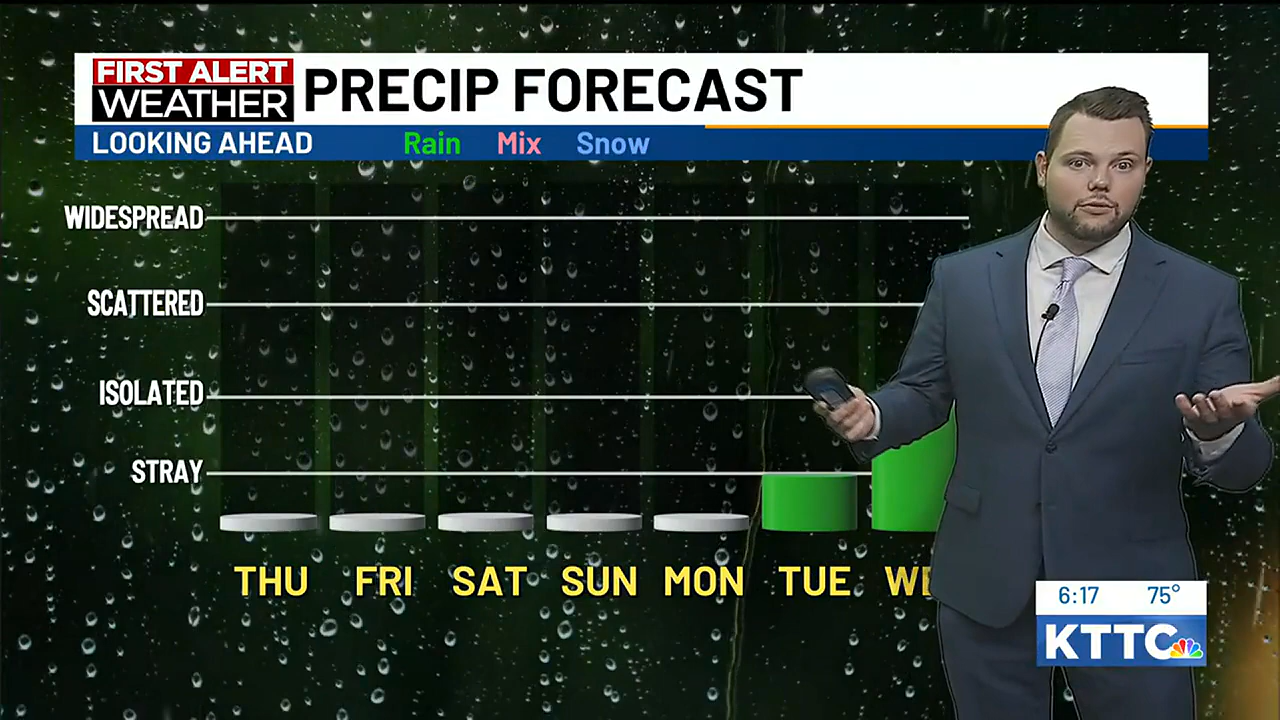 FIRST ALERT
WEATHER
PRECIP FORECAST
LOOKING AHEAD Rain Mix Snow
WIDESPREAD
SCATTERED
ISOLATED
STRAY
THU FRI SAT SUN MON TUE WE
6:17 75°
KTTC